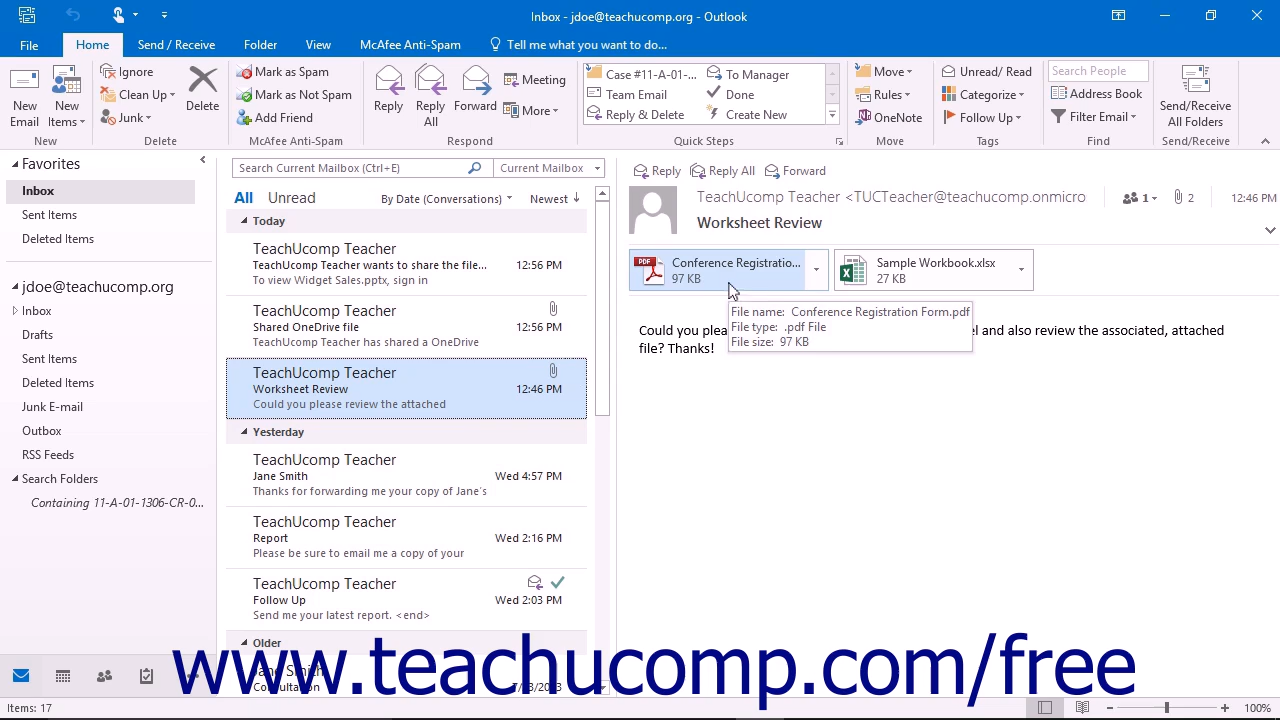 Inbox - jdoe@teachucomp.org - Outlook
File Home Send / Receive Folder View McAfee Anti-Spam Tell me what you want to do...
New Email
New Items
Ignore
Clean Up
Junk
Delete
Delete
New
Mark as Spam
Mark as Not Spam
Add Friend
McAfee Anti-Spam
Reply
Reply All
Forward
Meeting
More
Respond
Case #11-A-01-...
Team Email
Reply & Delete
To Manager
Done
Create New
Quick Steps
Move
Rules
OneNote
Move
Unread/ Read
Categorize
Follow Up
Tags
Search People
Address Book
Filter Email
Find
Send/Receive All Folders
Send/Receive
Favorites
Inbox
Sent Items
Deleted Items
jdoe@teachucomp.org
Inbox
Drafts
Sent Items
Deleted Items
Junk E-mail
Outbox
RSS Feeds
Search Folders
Containing 11-A-01-1306-CR-0...
Search Current Mailbox (Ctrl+E) Current Mailbox
All Unread By Date (Conversations) Newest
Today
TeachUcomp Teacher
TeachUcomp Teacher wants to share the file... 12:56 PM
To view Widget Sales.pptx, sign in
TeachUcomp Teacher
Shared OneDrive file 12:56 PM
TeachUcomp Teacher has shared a OneDrive
TeachUcomp Teacher
Worksheet Review 12:46 PM
Could you please review the attached
Yesterday
TeachUcomp Teacher
Jane Smith Wed 4:57 PM
Thanks for forwarding me your copy of Jane's
TeachUcomp Teacher
Report Wed 2:16 PM
Please be sure to email me a copy of your
TeachUcomp Teacher
Follow Up Wed 2:03 PM
Send me your latest report. <end>
Older
Consultation
Reply Reply All Forward
TeachUcomp Teacher <TUCTeacher@teachucomp.onmicro 1 2 12:46 PM
Worksheet Review
PDF
Conference Registratio...
97 KB
Sample Workbook.xlsx
27 KB
File name: Conference Registration Form.pdf
File type: .pdf File
File size: 97 KB
Could you plea
and also review the associated, attached
file? Thanks!
www.teachucomp.com/free
Items: 17 100%